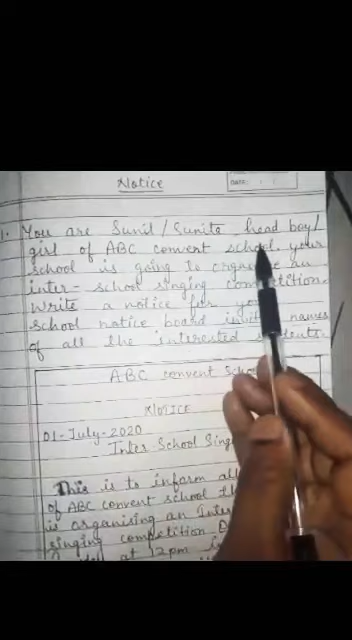 Notice
DATE:
1. You are Sunil/Sunita head boy/
girl of ABC convent school. your
school is going to organise an
inter-school singing competition.
Write a notice for your
school notice board invit names
of all the interested students.
ABC convent
NOTICE
01-July-2020
Inter School Sing
This is to inform all
of ABC convent school
is organising an Inter
singing competition
at 12pm